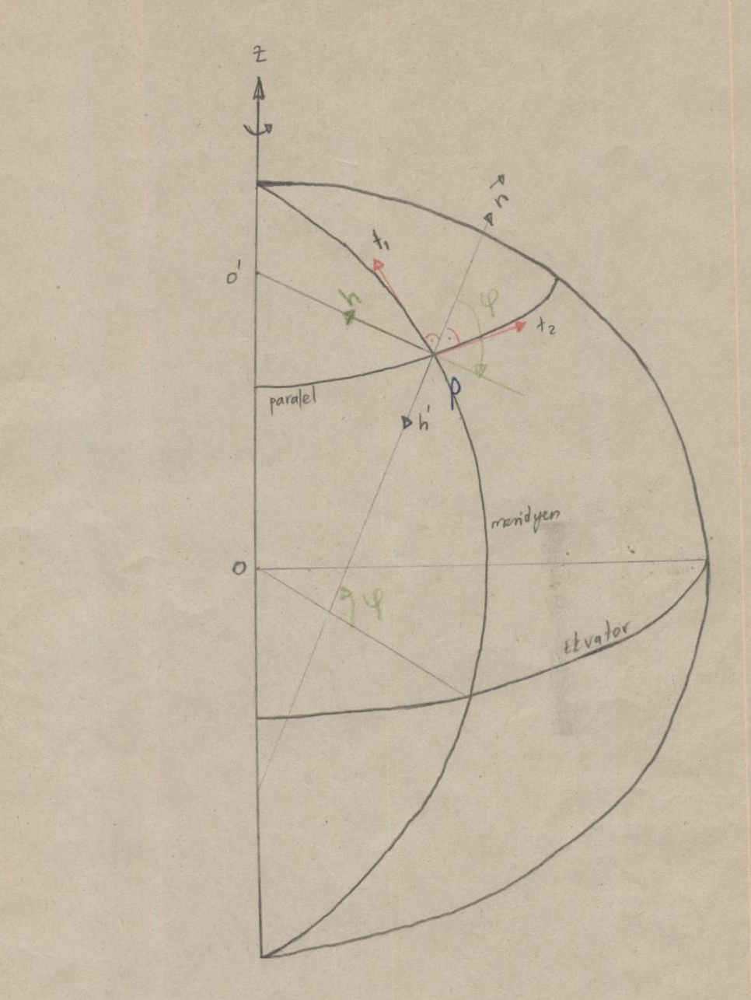 z
n
t₁
o'
h
φ
t₂
paralel
p
h'
meridyen
o
φ
Ekvator